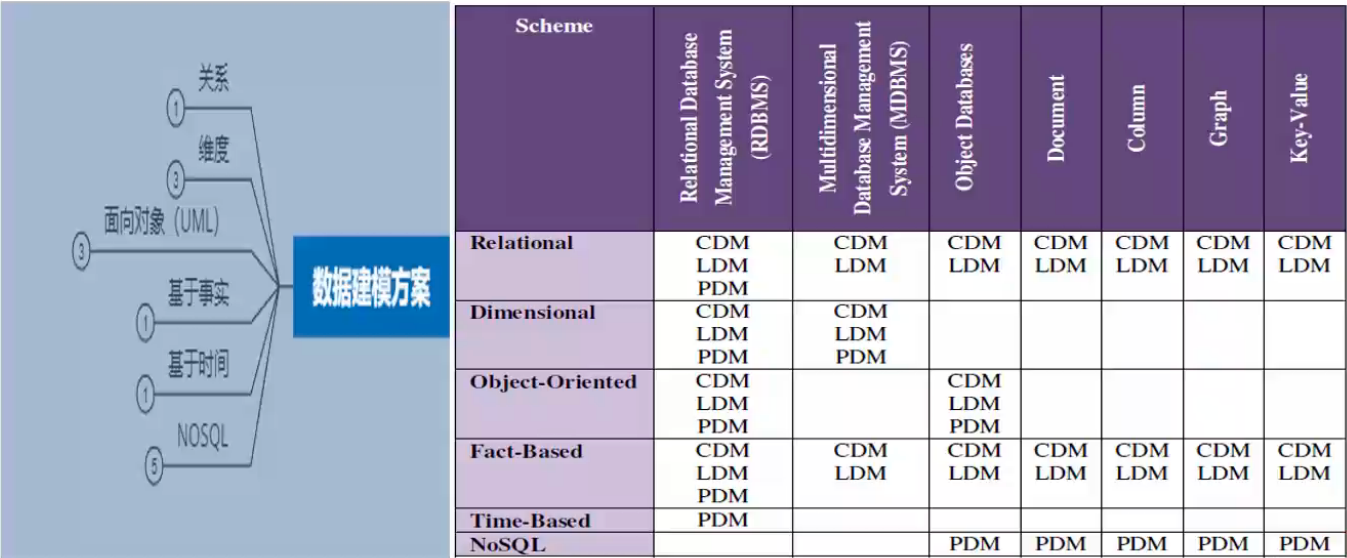 关系
①
维度
③
面向对象（UML）
③
基于事实
①
基于时间
①
NOSQL
⑤
数据建模方案
Scheme
Relational Database
Management System
(RDBMS)
Multidimensional
Database Management
System (MDBMS)
Object Databases
Document
Column
Graph
Key-Value
Relational CDM CDM CDM CDM CDM CDM CDM
LDM LDM LDM LDM LDM LDM LDM
PDM
Dimensional CDM CDM
LDM LDM
PDM PDM
Object-Oriented CDM CDM
LDM LDM
PDM PDM
Fact-Based CDM CDM CDM CDM CDM CDM CDM
LDM LDM LDM LDM LDM LDM LDM
PDM
Time-Based PDM
NoSQL PDM PDM PDM PDM PDM